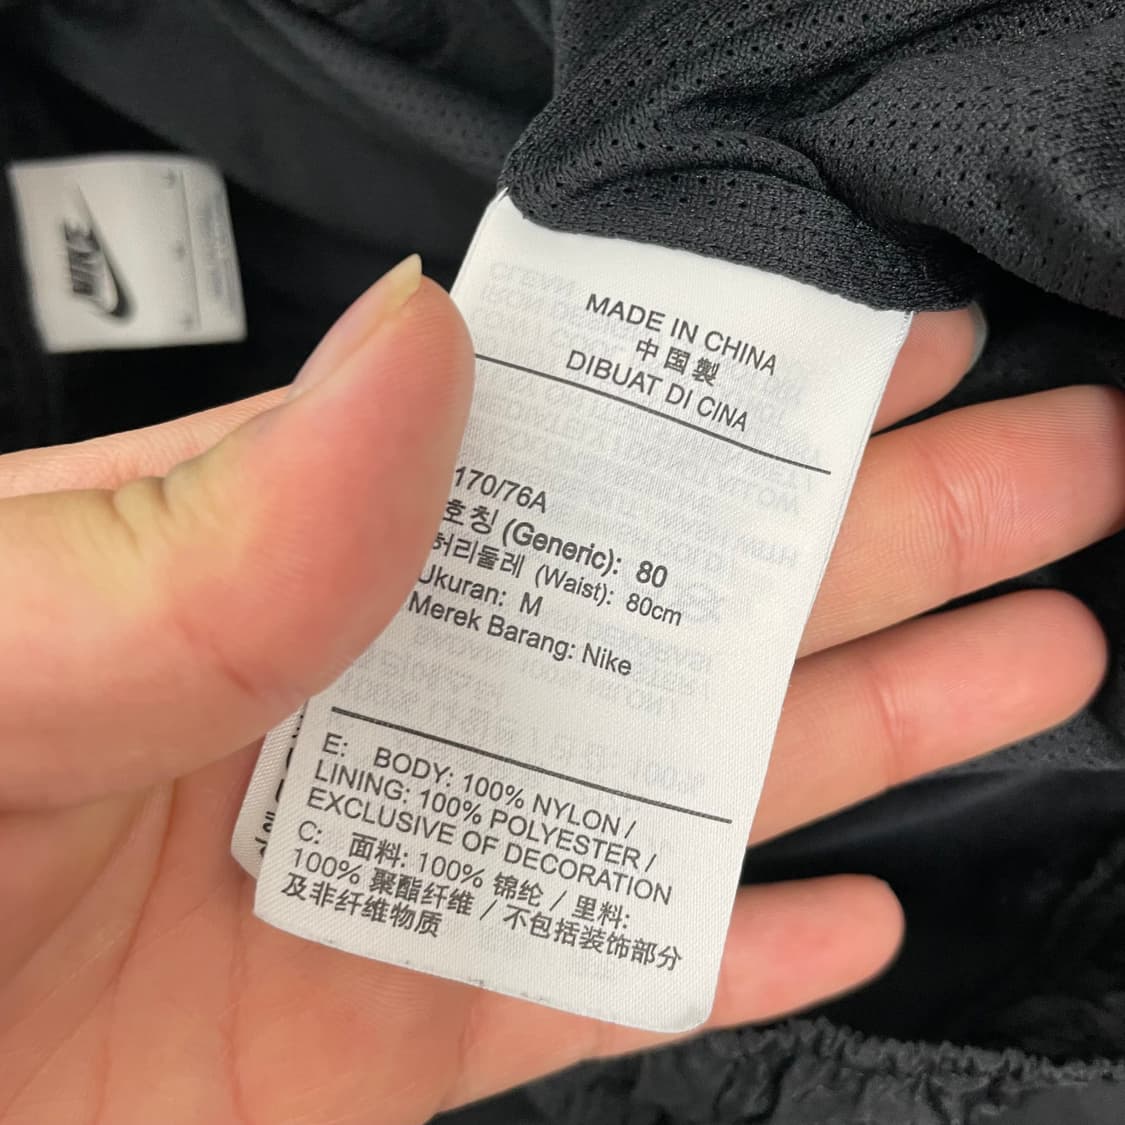 NIKE
MADE IN CHINA
中国製
DIBUAT DI CINA
170/76A
호칭 (Generic): 80
허리둘레 (Waist): 80cm
Ukuran: M
Merek Barang: Nike
E: BODY: 100% NYLON /
LINING: 100% POLYESTER /
EXCLUSIVE OF DECORATION
C: 面料: 100% 锦纶 / 里料:
100% 聚酯纤维 / 不包括装饰部分
及非纤维物质